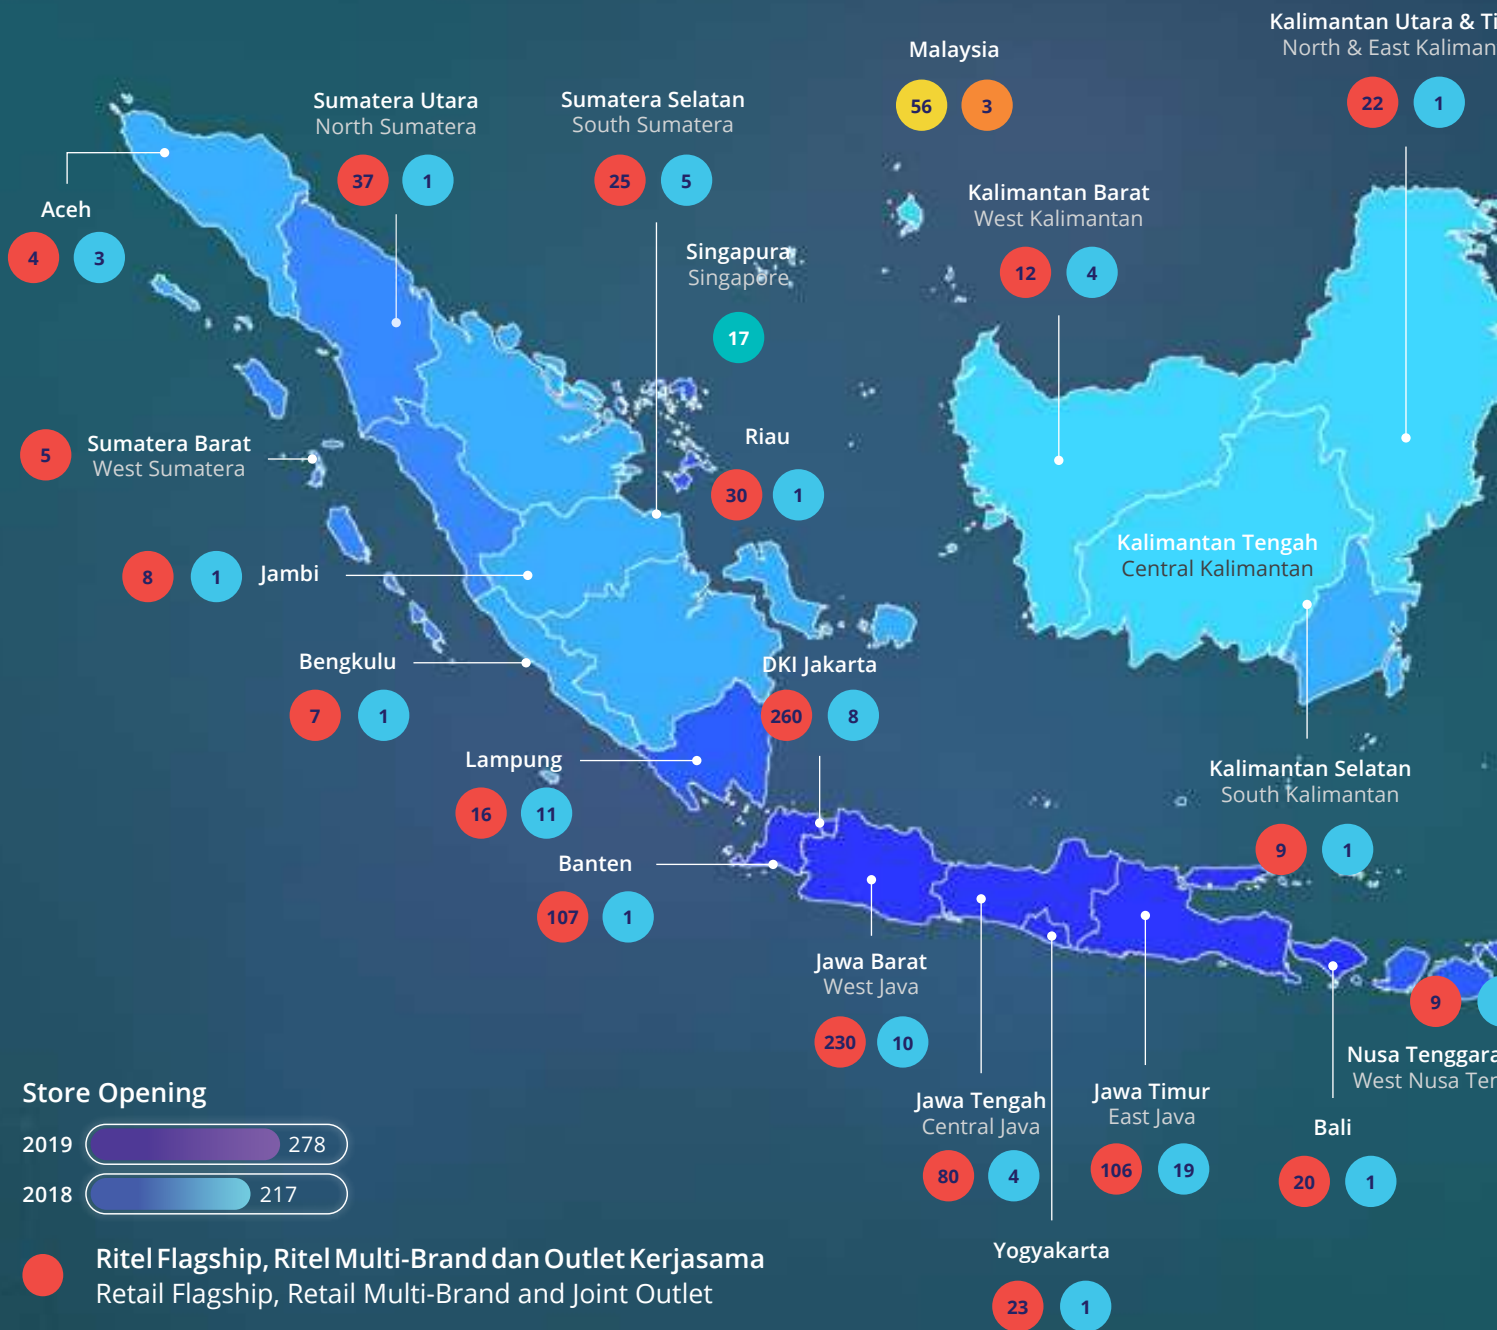 Kalimantan Utara & Ti
North & East Kaliman
22 1
Malaysia
56 3
Sumatera Utara
North Sumatera
37 1
Sumatera Selatan
South Sumatera
25 5
Aceh
4 3
Kalimantan Barat
West Kalimantan
12 4
Singapura
Singapore
17
Sumatera Barat
West Sumatera
5
Riau
30 1
Kalimantan Tengah
Central Kalimantan
8 1 Jambi
Bengkulu
7 1
DKI Jakarta
260 8
Lampung
16 11
Kalimantan Selatan
South Kalimantan
9 1
Banten
107 1
Jawa Barat
West Java
230 10
9
Nusa Tenggara
West Nusa Ten
Jawa Tengah
Central Java
80 4
Jawa Timur
East Java
106 19
Bali
20 1
Yogyakarta
23 1
Store Opening
2019 278
2018 217
Ritel Flagship, Ritel Multi-Brand dan Outlet Kerjasama
Retail Flagship, Retail Multi-Brand and Joint Outlet